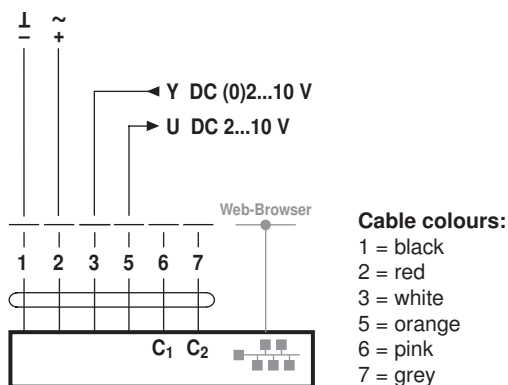 ⊥ ~
– +
Y DC (0)2...10 V
U DC 2...10 V
Web-Browser
1 2 3 5 6 7
C₁ C₂
Cable colours:
1 = black
2 = red
3 = white
5 = orange
6 = pink
7 = grey